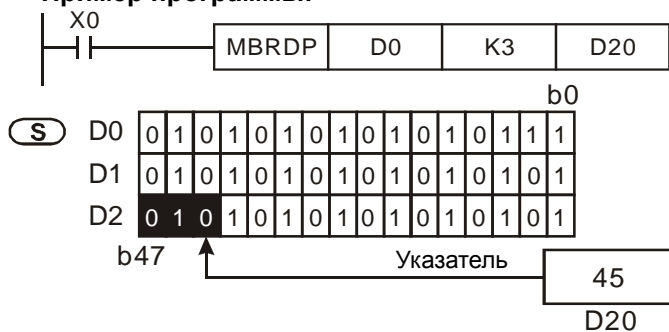 Пример программы
X0
MBRDP D0 K3 D20
b0
S D0 0 1 0 1 0 1 0 1 0 1 0 1 0 1 1 1
D1 0 1 0 1 0 1 0 1 0 1 0 1 0 1 0 1
D2 0 1 0 1 0 1 0 1 0 1 0 1 0 1 0 1
b47
Указатель
45
D20